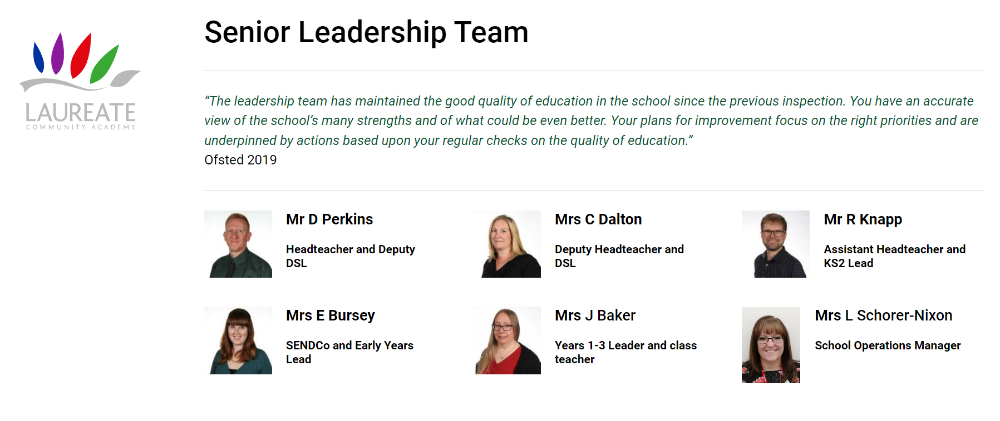 LAUREATE
COMMUNITY ACADEMY
Senior Leadership Team
“The leadership team has maintained the good quality of education in the school since the previous inspection. You have an accurate
view of the school’s many strengths and of what could be even better. Your plans for improvement focus on the right priorities and are
underpinned by actions based upon your regular checks on the quality of education.”
Ofsted 2019
Mr D Perkins
Headteacher and Deputy
DSL
Mrs C Dalton
Deputy Headteacher and
DSL
Mr R Knapp
Assistant Headteacher and
KS2 Lead
Mrs E Bursey
SENDCo and Early Years
Lead
Mrs J Baker
Years 1-3 Leader and class
teacher
Mrs L Schorer-Nixon
School Operations Manager